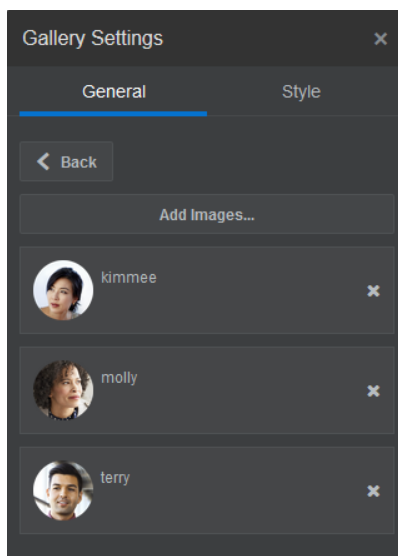 Gallery Settings
General Style
Back
Add Images...
kimmee
molly
terry